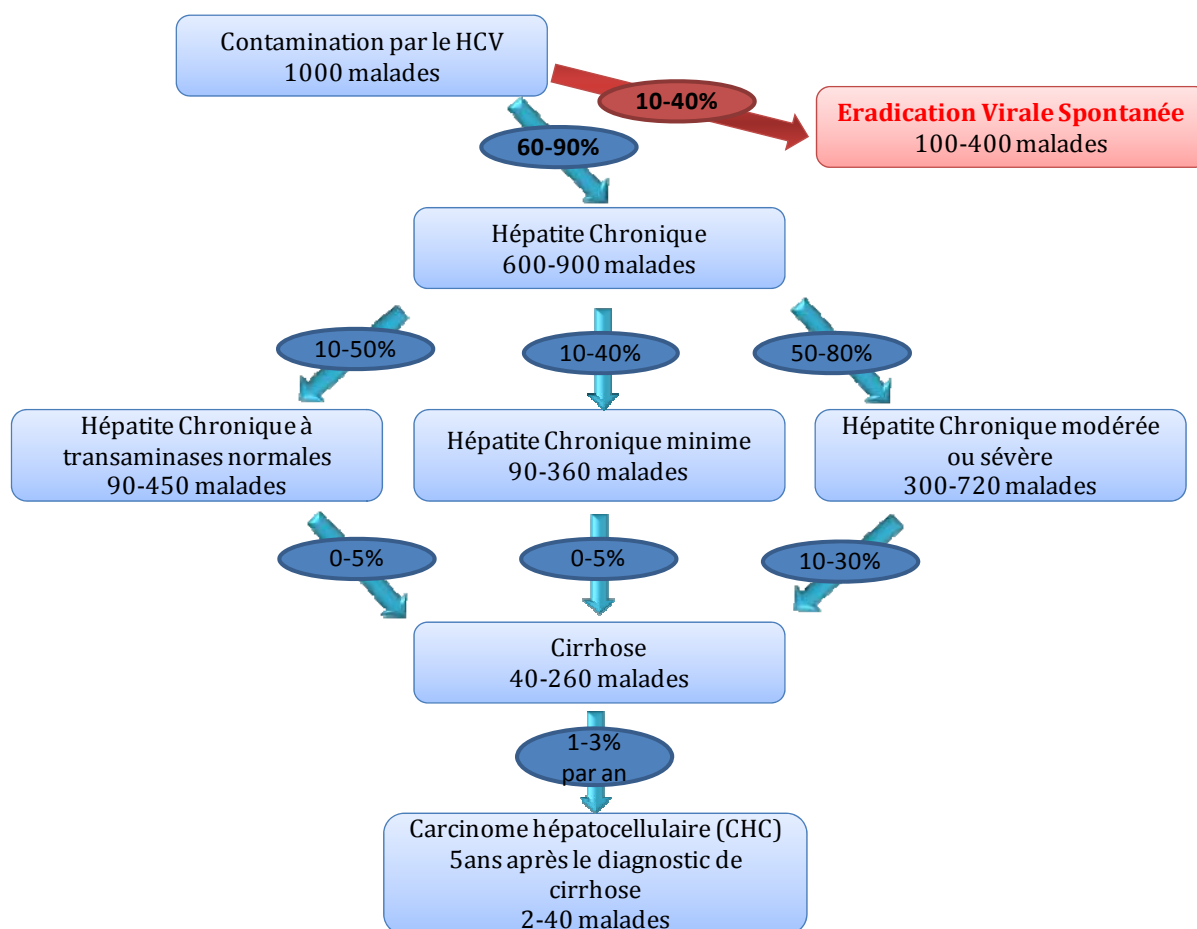 Contamination par le HCV
1000 malades
10-40%
Eradication Virale Spontanée
100-400 malades
60-90%
Hépatite Chronique
600-900 malades
10-50%
10-40%
50-80%
Hépatite Chronique à
transaminases normales
90-450 malades
Hépatite Chronique minime
90-360 malades
Hépatite Chronique modérée
ou sévère
300-720 malades
0-5%
0-5%
10-30%
Cirrhose
40-260 malades
1-3%
par an
Carcinome hépatocellulaire (CHC)
5ans après le diagnostic de
cirrhose
2-40 malades